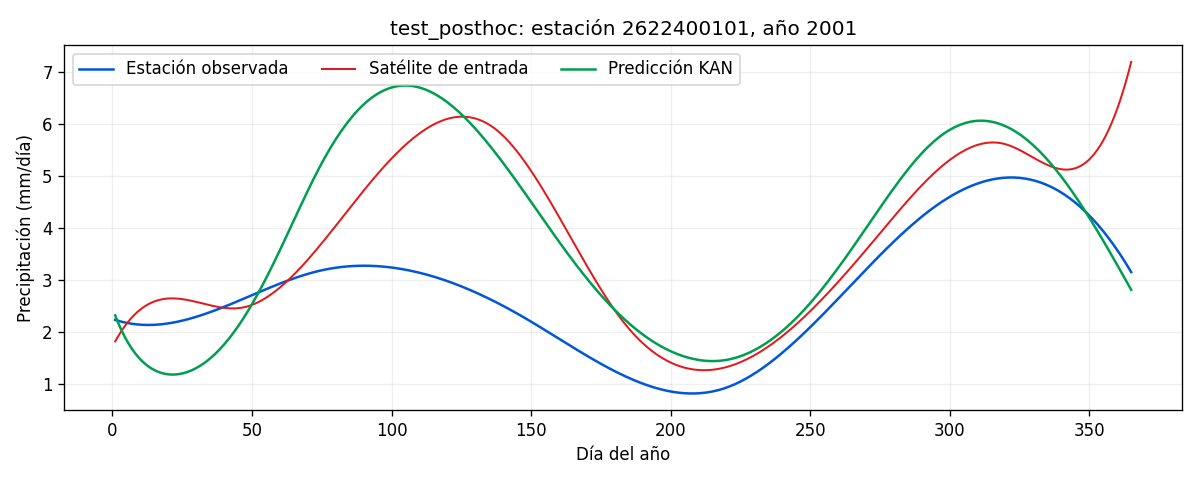 test_posthoc: estación 2622400101, año 2001
Estación observada Satélite de entrada Predicción KAN
Precipitación (mm/día)
7
6
5
4
3
2
1
0 50 100 150 200 250 300 350
Día del año